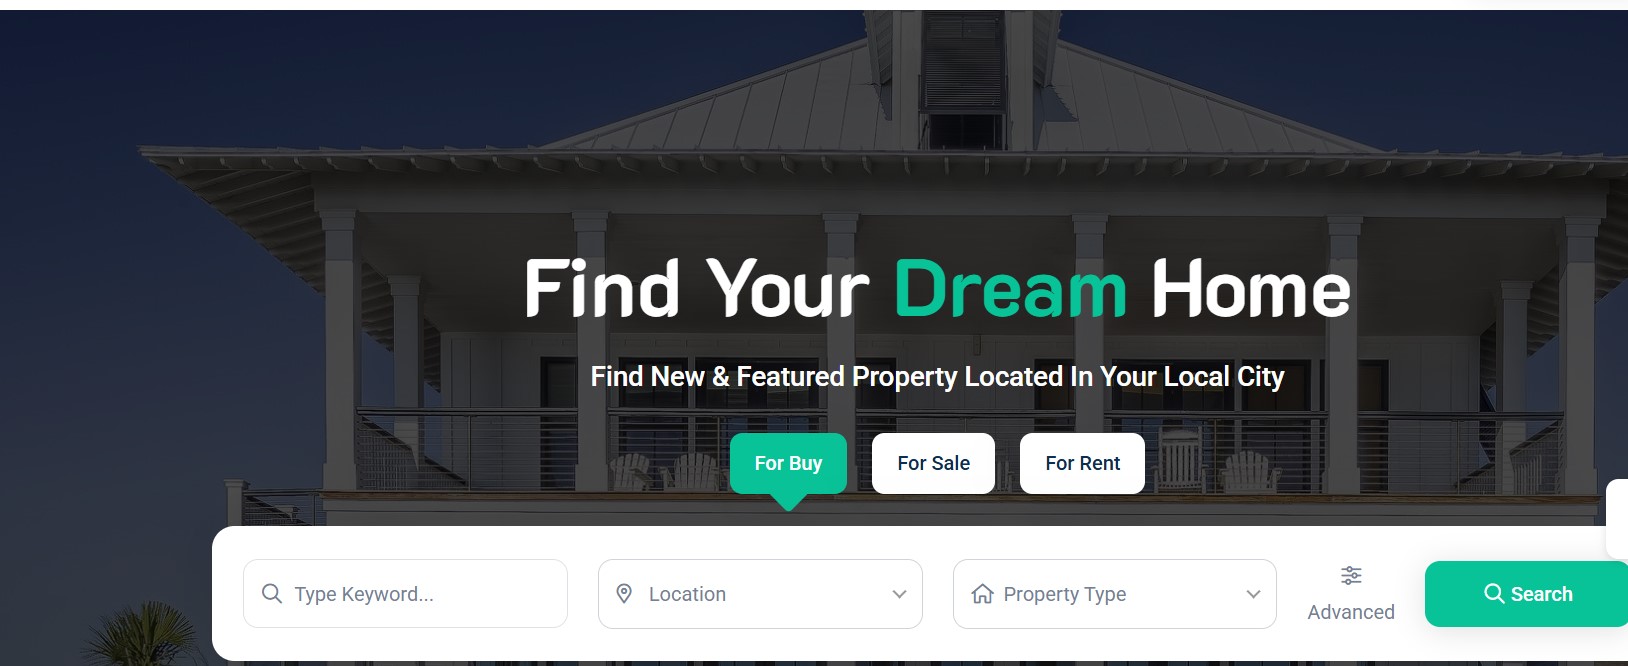 Find Your Dream Home
Find New & Featured Property Located In Your Local City
For Buy
For Sale
For Rent
Type Keyword...
Location
Property Type
Advanced
Search